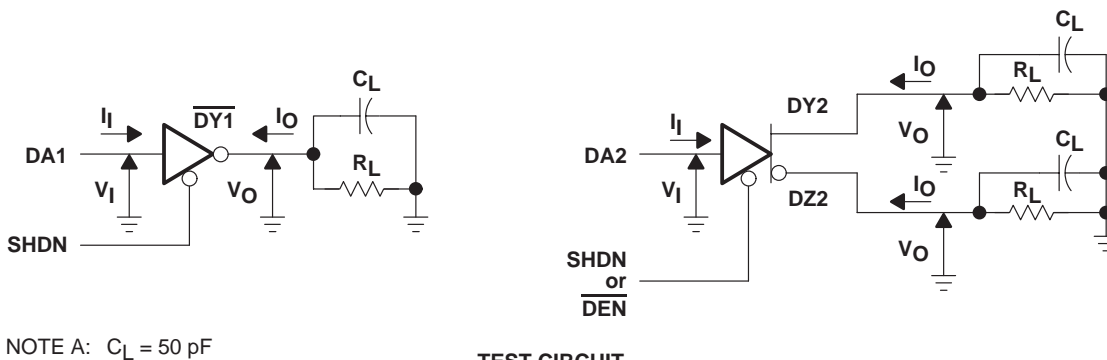 CL
II
DY1
IO
DA1
RL
VI
VO
SHDN
NOTE A: CL = 50 pF
CL
IO
RL
DY2
II
VO
CL
DA2
IO
RL
VI
DZ2
VO
SHDN
or
DEN
TEST CIRCUIT